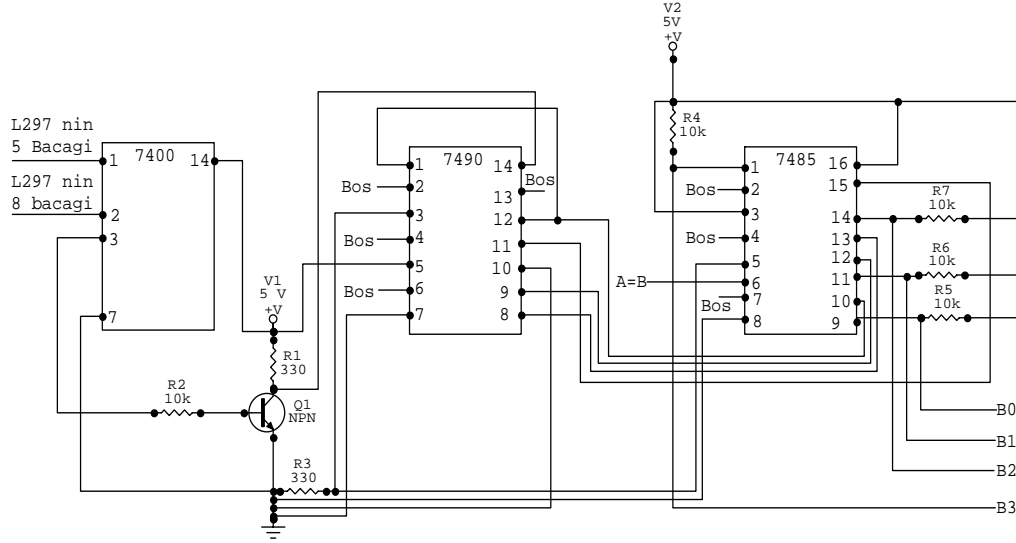 V2
5V
+V
L297 nin
5 Bacagi
L297 nin
8 bacagi
7400
1
2
3
7
14
V1
5 V
+V
R1
330
R2
10k
Q1
NPN
R3
330
7490
1
2
3
4
5
6
7
14
13
12
11
10
9
8
Bos
Bos
Bos
Bos
R4
10k
7485
1
2
3
4
5
6
7
8
16
15
14
13
12
11
10
9
Bos
Bos
A=B
Bos
R7
10k
R6
10k
R5
10k
B0
B1
B2
B3